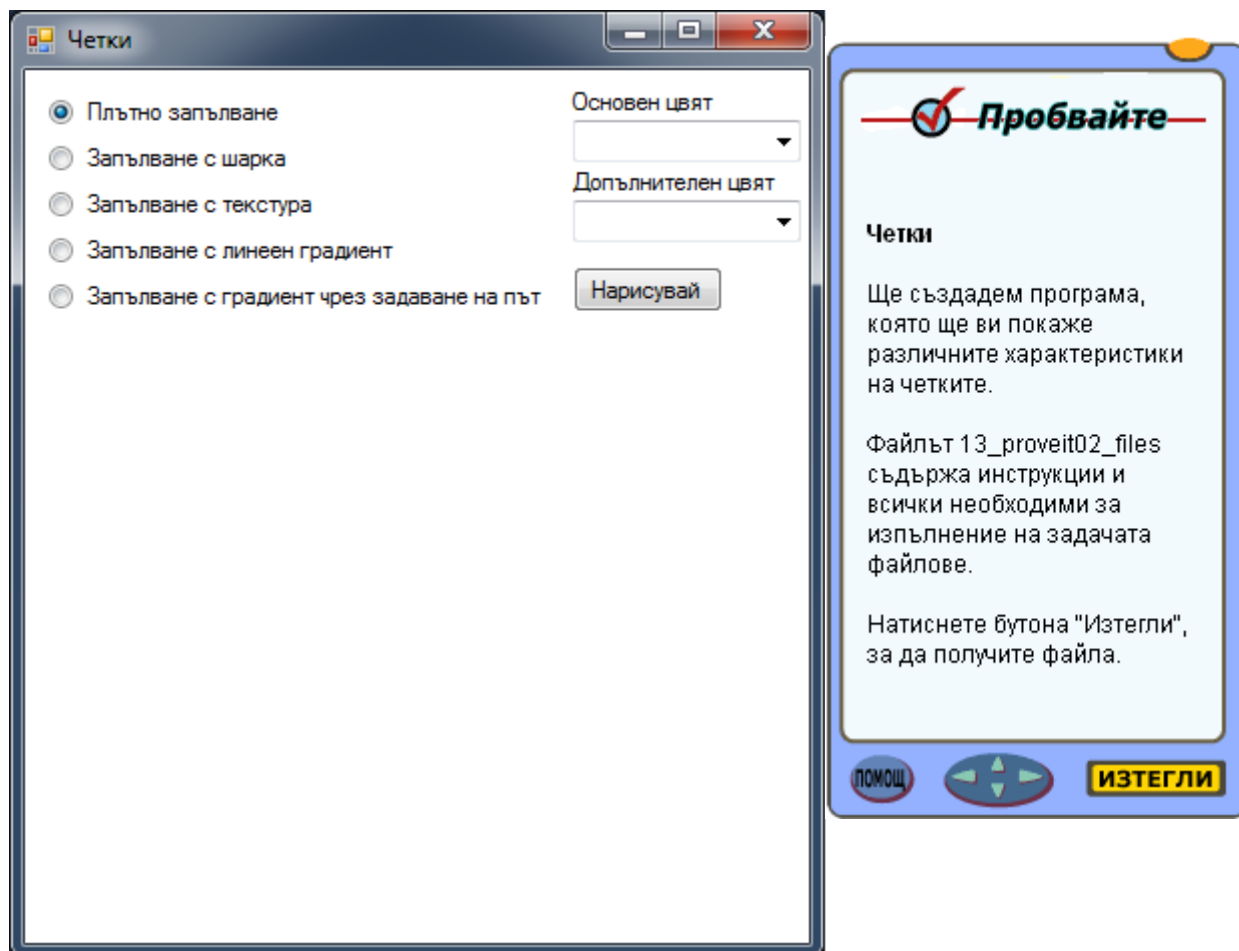 Четки
Плътно запълване
Запълване с шарка
Запълване с текстура
Запълване с линеен градиент
Запълване с градиент чрез задаване на път
Основен цвят
Допълнителен цвят
Нарисувай
Пробвайте
Четки
Ще създадем програма,
която ще ви покаже
различните характеристики
на четките.
Файлът 13_proveit02_files
съдържа инструкции и
всички необходими за
изпълнение на задачата
файлове.
Натиснете бутона "Изтегли",
за да получите файла.
ПОМОЩ
ИЗТЕГЛИ